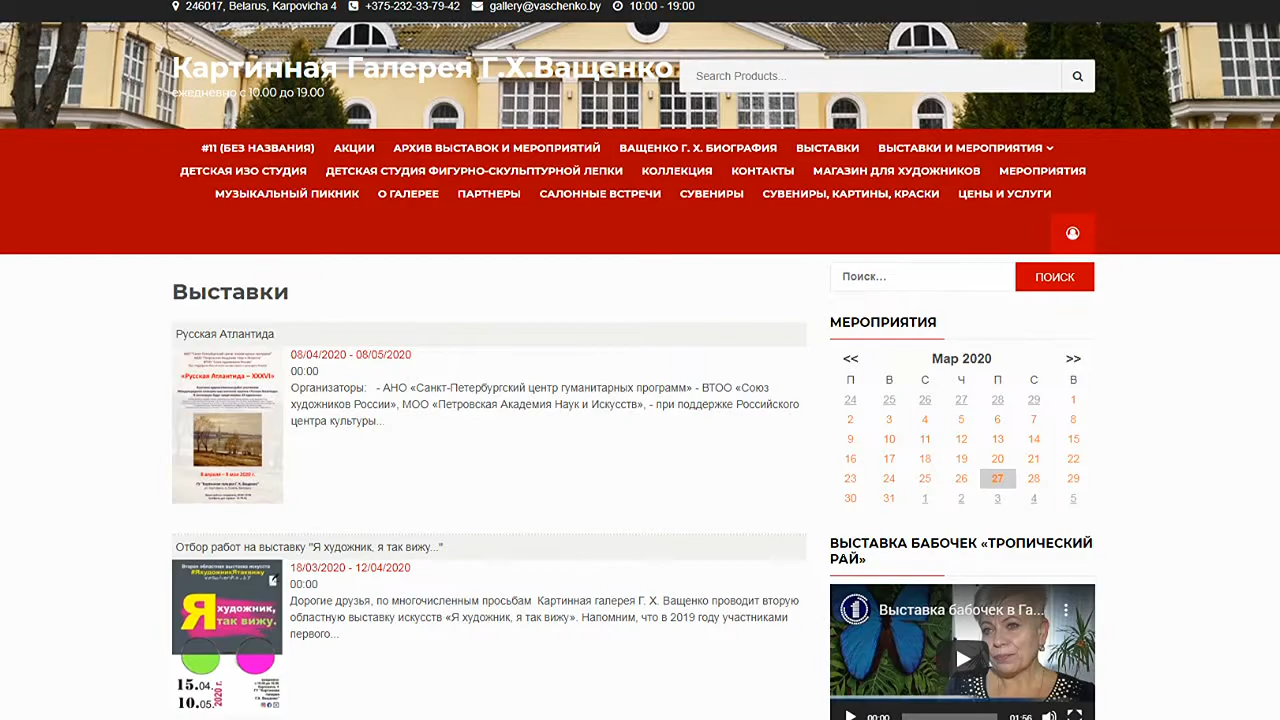 246017, Belarus, Karpovicha 4 +375-232-33-79-42 gallery@vaschenko.by 10:00 - 19:00
Картинная Галерея Г.Х.Ващенко
ежедневно с 10.00 до 19.00
Search Products...
#11 (БЕЗ НАЗВАНИЯ) АКЦИИ АРХИВ ВЫСТАВОК И МЕРОПРИЯТИЙ ВАЩЕНКО Г. Х. БИОГРАФИЯ ВЫСТАВКИ ВЫСТАВКИ И МЕРОПРИЯТИЯ
ДЕТСКАЯ ИЗО СТУДИЯ ДЕТСКАЯ СТУДИЯ ФИГУРНО-СКУЛЬПТУРНОЙ ЛЕПКИ КОЛЛЕКЦИЯ КОНТАКТЫ МАГАЗИН ДЛЯ ХУДОЖНИКОВ МЕРОПРИЯТИЯ
МУЗЫКАЛЬНЫЙ ПИКНИК О ГАЛЕРЕЕ ПАРТНЕРЫ САЛОННЫЕ ВСТРЕЧИ СУВЕНИРЫ СУВЕНИРЫ, КАРТИНЫ, КРАСКИ ЦЕНЫ И УСЛУГИ
Выставки
Русская Атлантида
«Русская Атлантида – XXXVI»
08/04/2020 - 08/05/2020
00:00
Организаторы: - АНО «Санкт-Петербургский центр гуманитарных программ» - ВТОО «Союз
художников России», МОО «Петровская Академия Наук и Искусств», - при поддержке Российского
центра культуры...
Отбор работ на выставку "Я художник, я так вижу..."
Вторая областная выставка искусств
#ЯхудожникЯтаквижу
Я художник,
так вижу.
15.04.
10.05.
2020 г.
18/03/2020 - 12/04/2020
00:00
Дорогие друзья, по многочисленным просьбам Картинная галерея Г. Х. Ващенко проводит вторую
областную выставку искусств «Я художник, я так вижу». Напомним, что в 2019 году участниками
первого...
Поиск... ПОИСК
МЕРОПРИЯТИЯ
<< Мар 2020 >>
П В С Ч П С В
24 25 26 27 28 29 1
2 3 4 5 6 7 8
9 10 11 12 13 14 15
16 17 18 19 20 21 22
23 24 25 26 27 28 29
30 31 1 2 3 4 5
ВЫСТАВКА БАБОЧЕК «ТРОПИЧЕСКИЙ
РАЙ»
Выставка бабочек в Га...
00:00 01:56